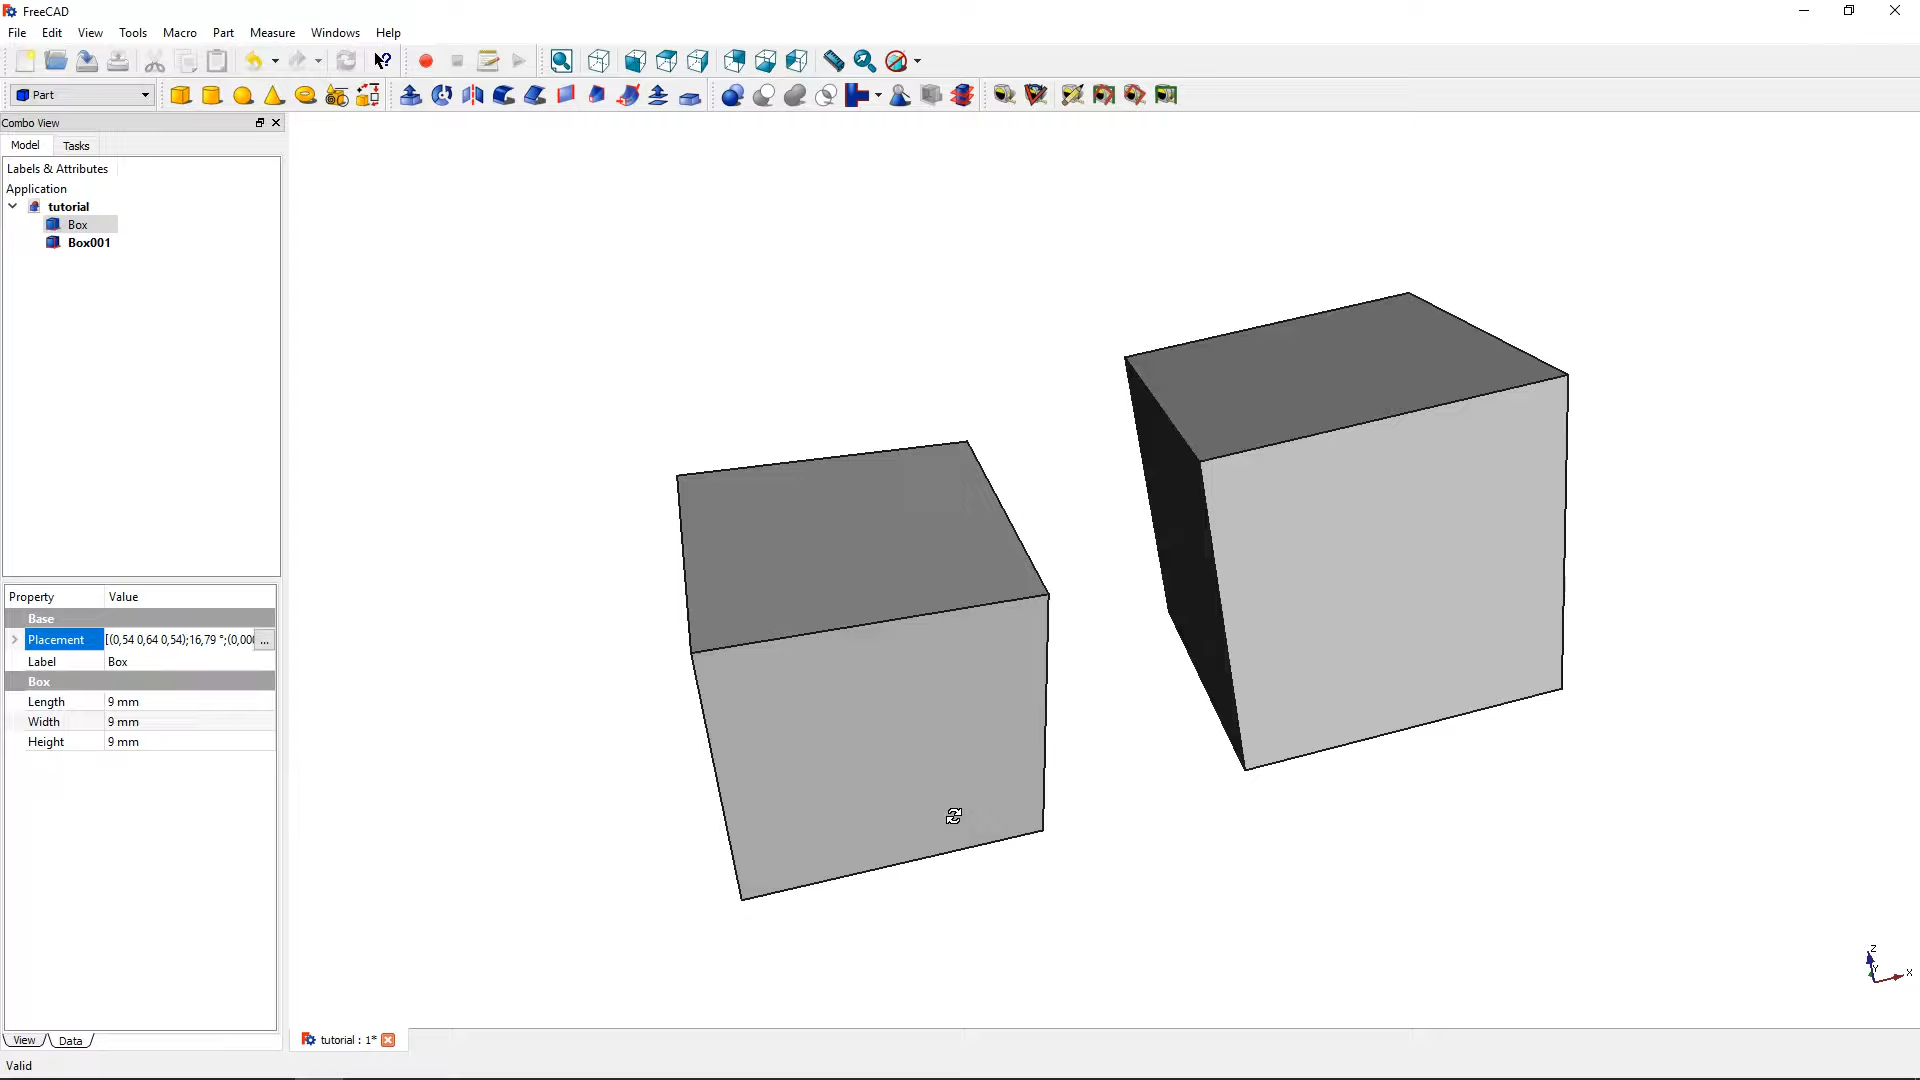 FreeCAD
File Edit View Tools Macro Part Measure Windows Help
Part
Combo View
Model Tasks
Labels & Attributes
Application
tutorial
Box
Box001
Property Value
Base
Placement [(0,54 0,64 0,54);16,79 °;(0,000 ...
Label Box
Box
Length 9 mm
Width 9 mm
Height 9 mm
Z
Y
X
View Data
tutorial : 1*
Valid